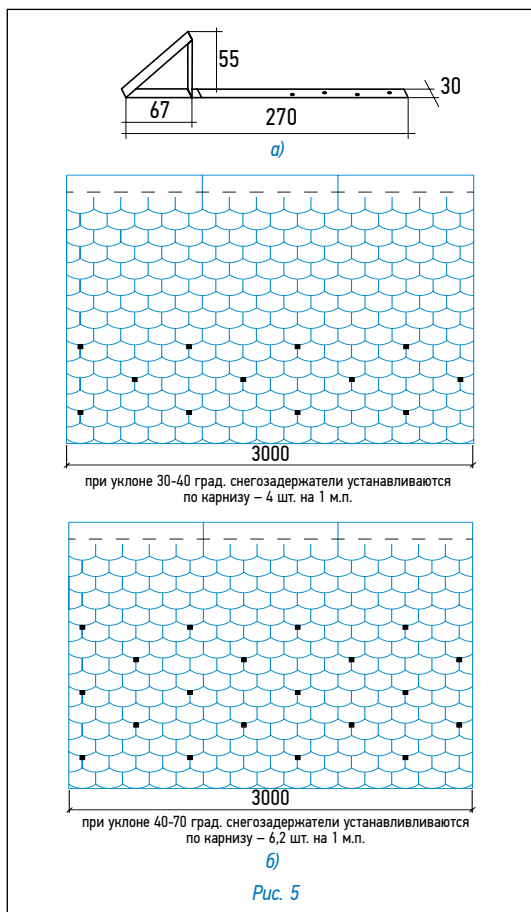 55
30
67
270
а)
3000
при уклоне 30-40 град. снегозадержатели устанавливаются
по карнизу – 4 шт. на 1 м.п.
3000
при уклоне 40-70 град. снегозадержатели устанавливливаются
по карнизу – 6,2 шт. на 1 м.п.
б)
Рис. 5